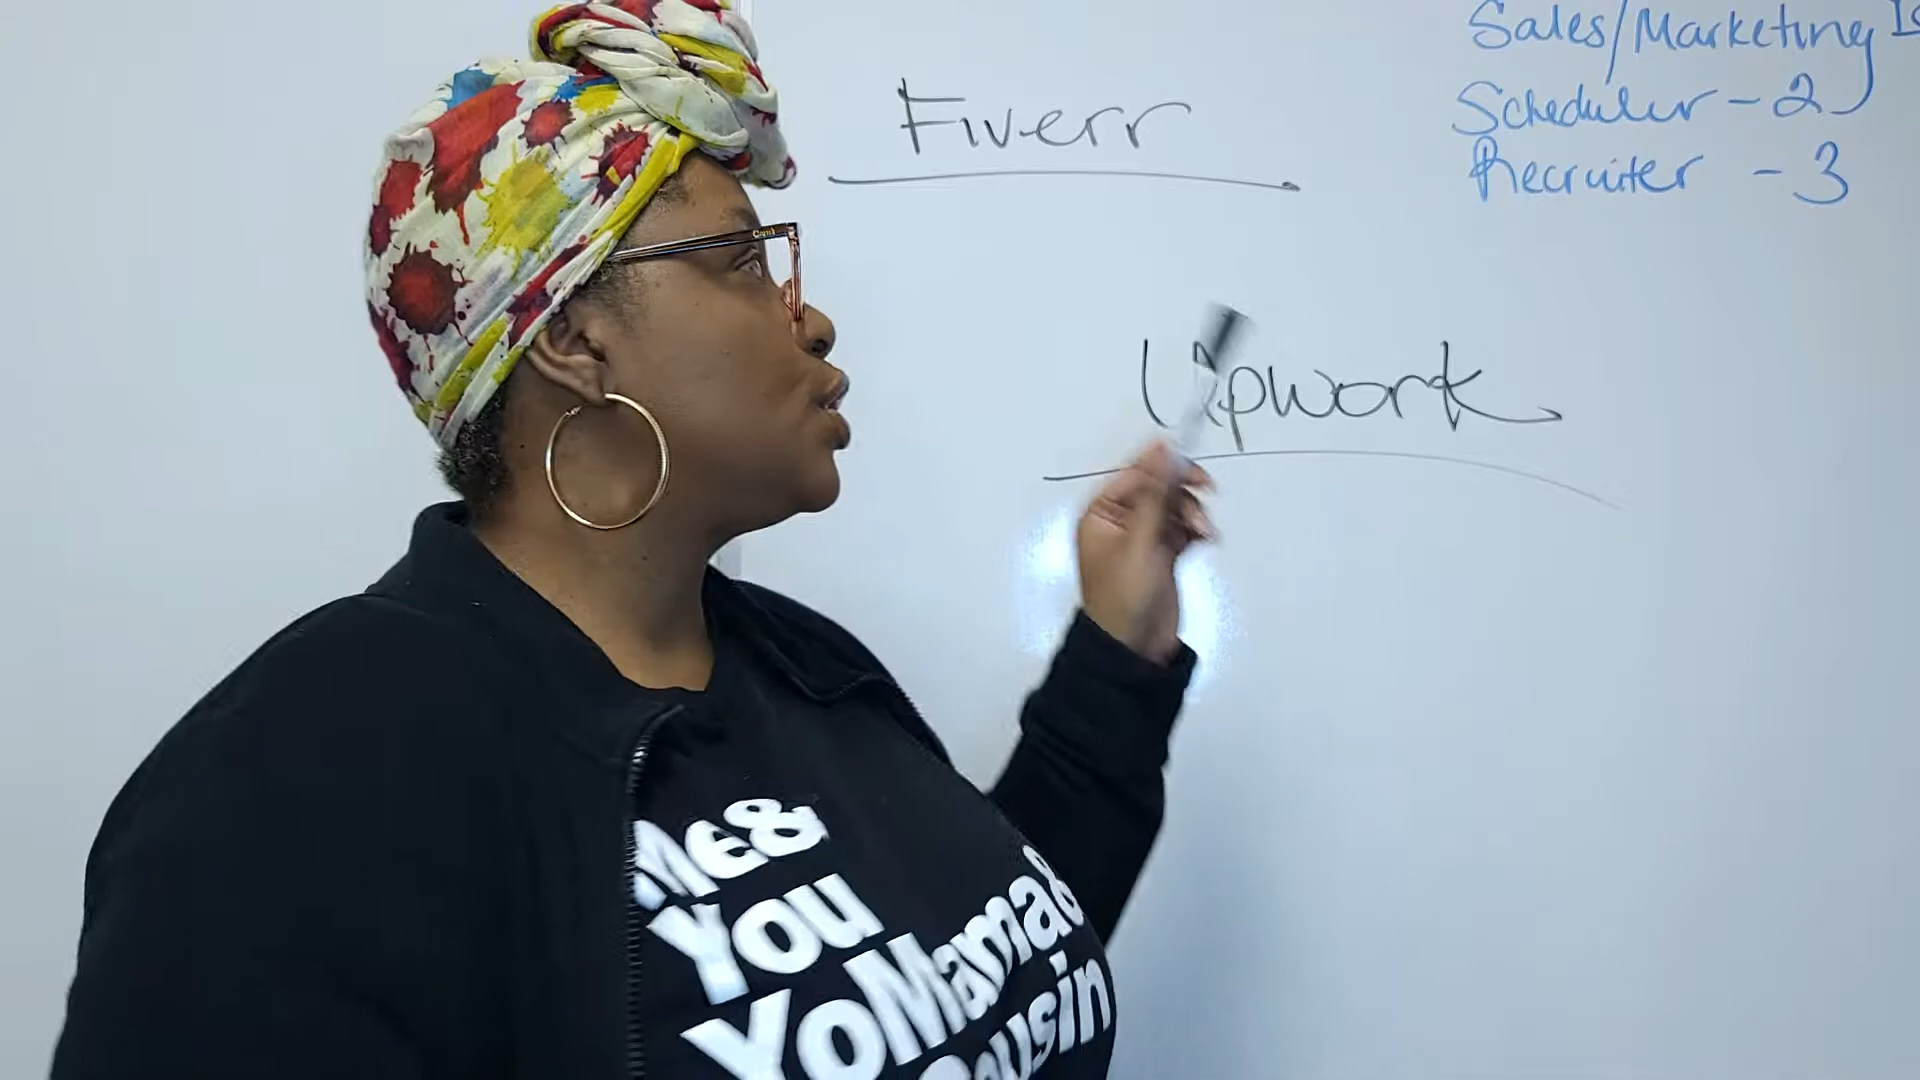 Fiverr
Sales/Marketing
Scheduler - 2
Recruiter - 3
Upwork
Me&
You
YoMama&
Cousin